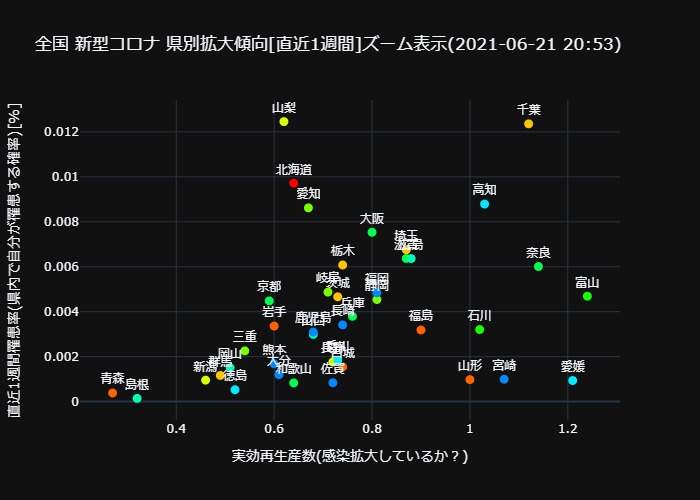 全国 新型コロナ 県別拡大傾向[直近1週間]ズーム表示(2021-06-21 20:53)
直近1週間罹患率(県内で自分が罹患する確率)[%]
0.012
0.01
0.008
0.006
0.004
0.002
0
山梨
千葉
北海道
高知
愛知
大阪
埼玉
栃木
奈良
岐阜
茨城
福岡
静岡
富山
京都
兵庫
岩手
鹿児島
長崎
福島
石川
三重
宮城
岡山
熊本
群馬
大分
新潟
徳島
和歌山
佐賀
山形
宮崎
愛媛
青森
島根
0.4
0.6
0.8
1
1.2
実効再生産数(感染拡大しているか？)